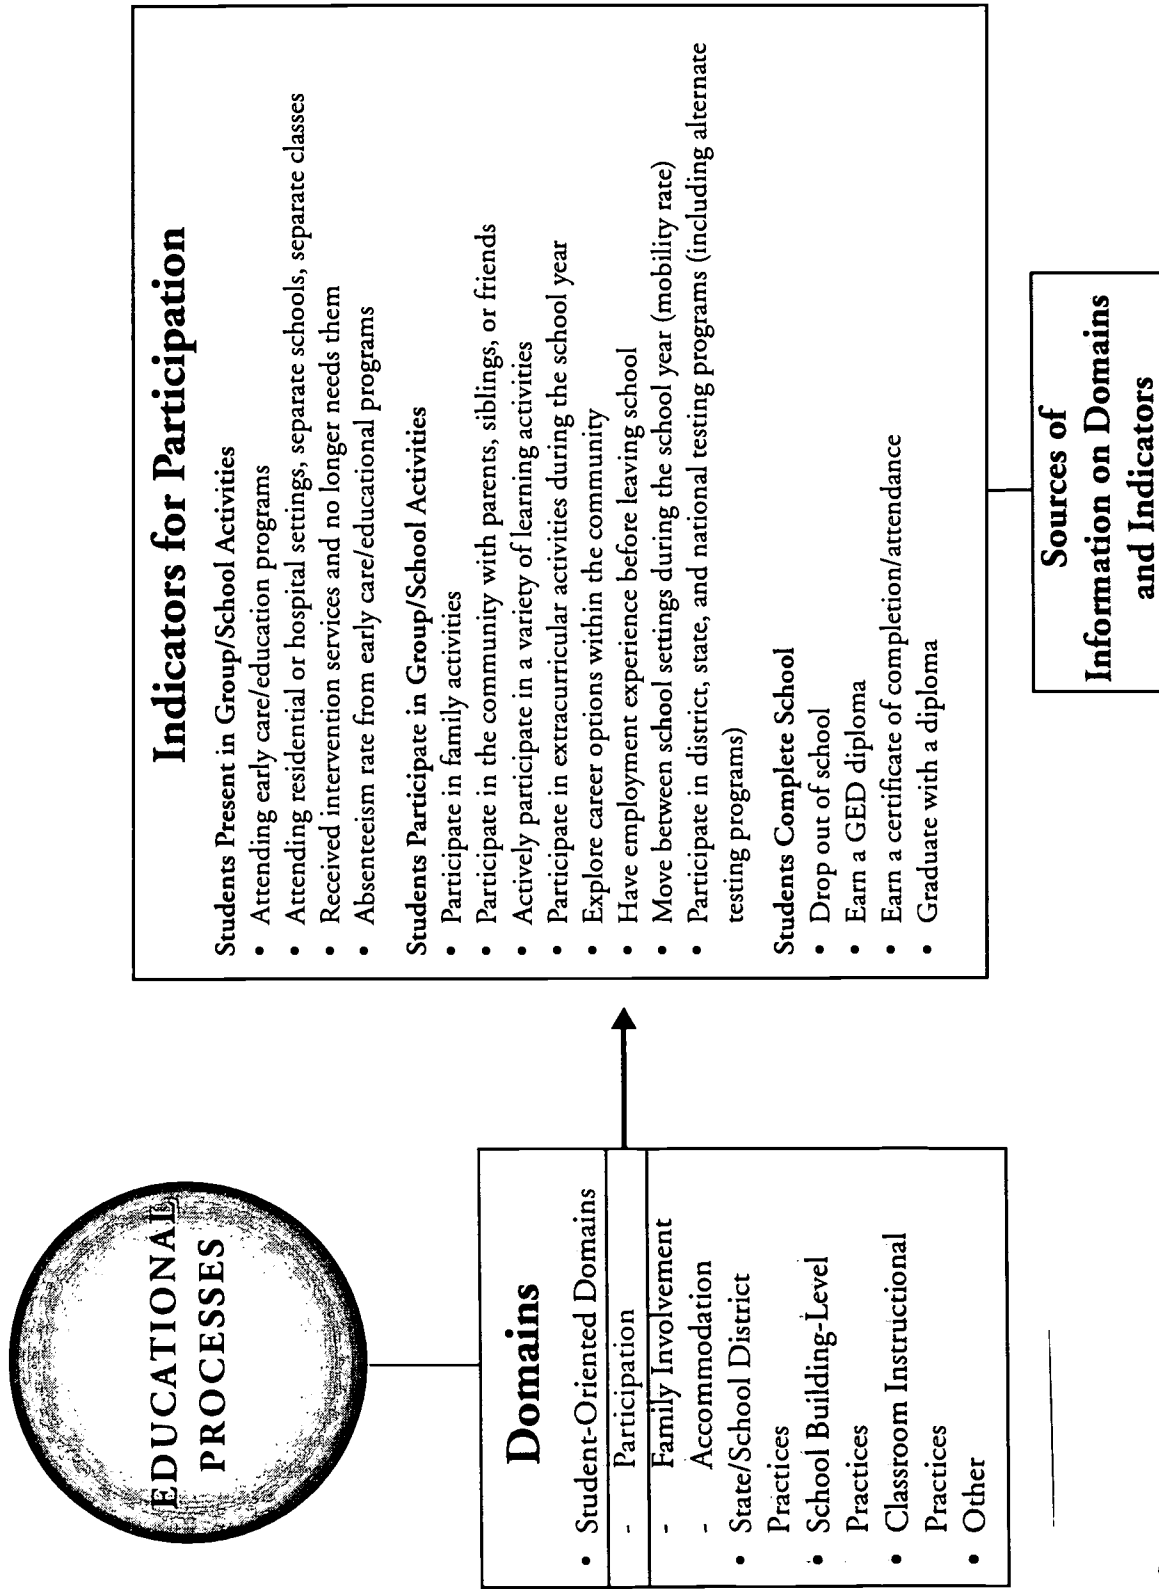 EDUCATIONAL
PROCESSES
Domains
• Student-Oriented Domains
- Participation
- Family Involvement
- Accommodation
• State/School District
Practices
• School Building-Level
Practices
• Classroom Instructional
Practices
• Other
Indicators for Participation
Students Present in Group/School Activities
• Attending early care/education programs
• Attending residential or hospital settings, separate schools, separate classes
• Received intervention services and no longer needs them
• Absenteeism rate from early care/educational programs
Students Participate in Group/School Activities
• Participate in family activities
• Participate in the community with parents, siblings, or friends
• Actively participate in a variety of learning activities
• Participate in extracurricular activities during the school year
• Explore career options within the community
• Have employment experience before leaving school
• Move between school settings during the school year (mobility rate)
• Participate in district, state, and national testing programs (including alternate
testing programs)
Students Complete School
• Drop out of school
• Earn a GED diploma
• Earn a certificate of completion/attendance
• Graduate with a diploma
Sources of
Information on Domains
and Indicators